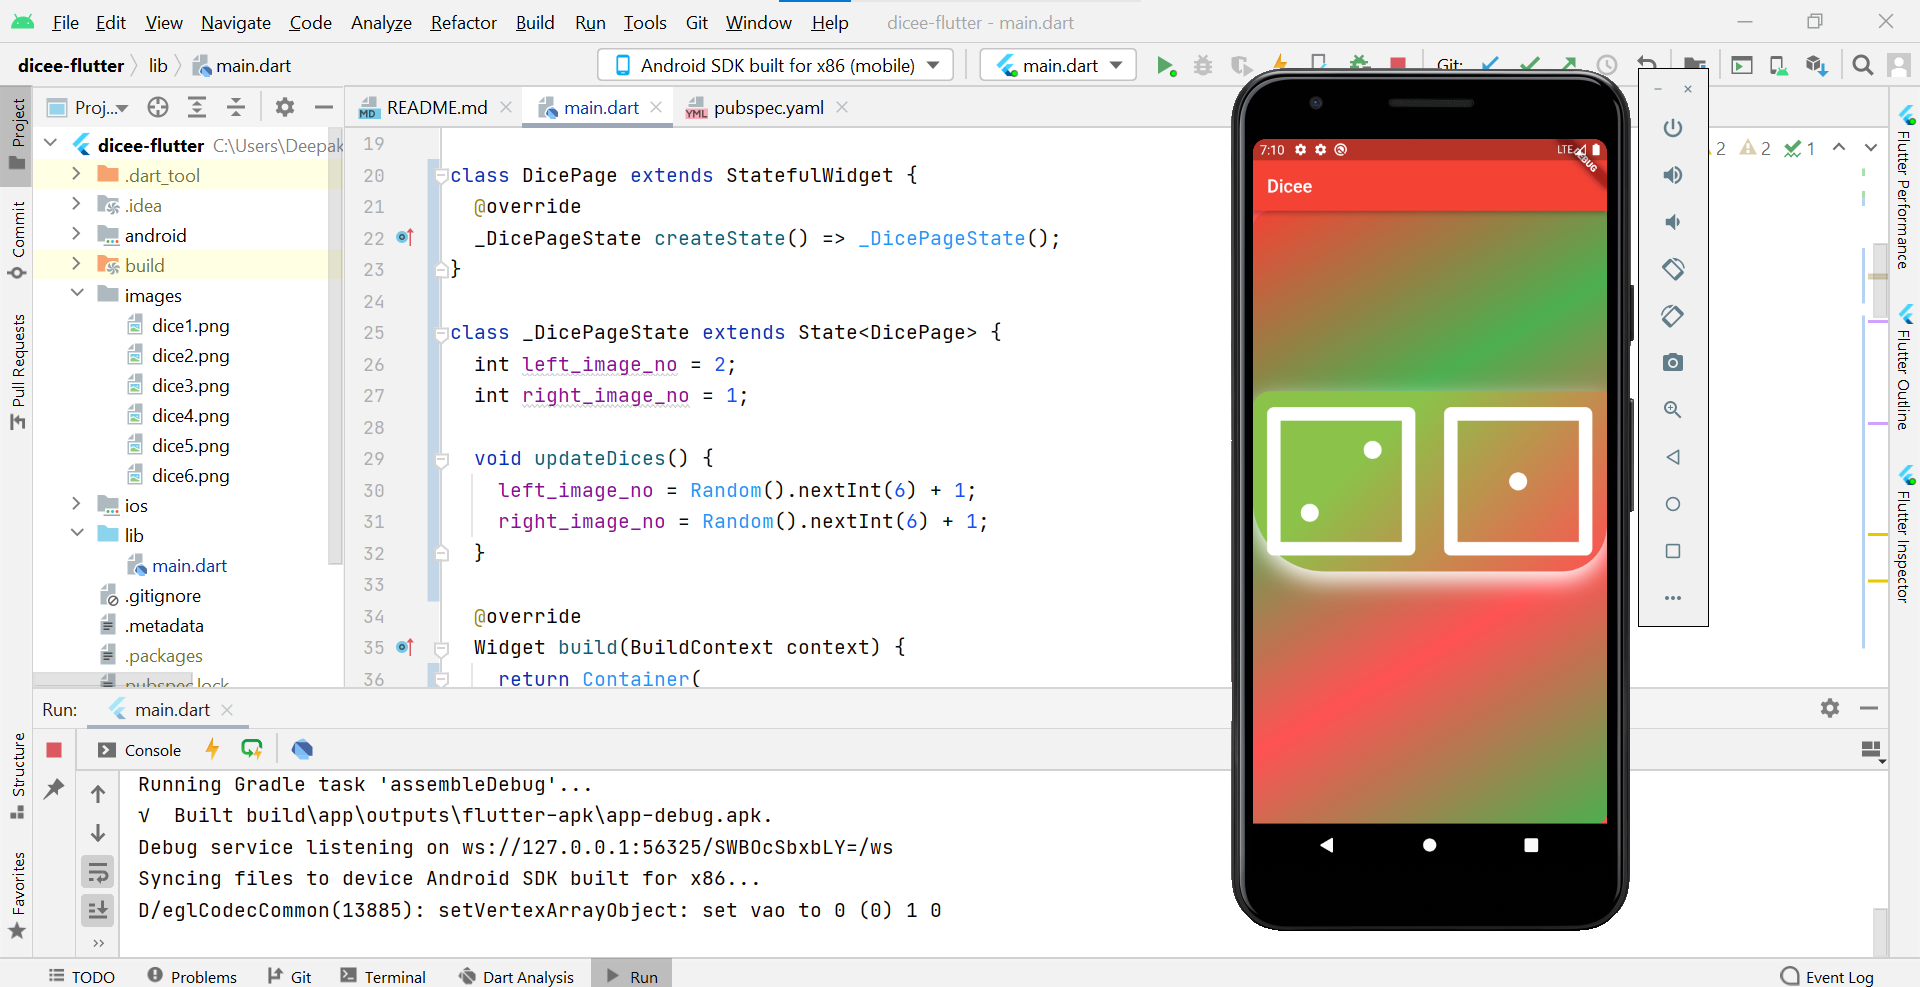 File Edit View Navigate Code Analyze Refactor Build Run Tools Git Window Help dicee-flutter - main.dart
dicee-flutter lib main.dart Android SDK built for x86 (mobile) main.dart Git:
Proj... README.md main.dart pubspec.yaml
Project
Commit
Pull Requests
Structure
Favorites
dicee-flutter C:\Users\Deepak
.dart_tool
.idea
android
build
images
dice1.png
dice2.png
dice3.png
dice4.png
dice5.png
dice6.png
ios
lib
main.dart
.gitignore
.metadata
.packages
pubspec.lock
19
20 class DicePage extends StatefulWidget {
21 @override
22 _DicePageState createState() => _DicePageState();
23 }
24
25 class _DicePageState extends State<DicePage> {
26 int left_image_no = 2;
27 int right_image_no = 1;
28
29 void updateDices() {
30 left_image_no = Random().nextInt(6) + 1;
31 right_image_no = Random().nextInt(6) + 1;
32 }
33
34 @override
35 Widget build(BuildContext context) {
36 return Container(
2 2 1
7:10 LTE
DEBUG
Dicee
Flutter Performance
Flutter Outline
Flutter Inspector
Run: main.dart
Console
Running Gradle task 'assembleDebug'...
√ Built build\app\outputs\flutter-apk\app-debug.apk.
Debug service listening on ws://127.0.0.1:56325/SWBOcSbxbLY=/ws
Syncing files to device Android SDK built for x86...
D/eglCodecCommon(13885): setVertexArrayObject: set vao to 0 (0) 1 0
TODO Problems Git Terminal Dart Analysis Run Event Log